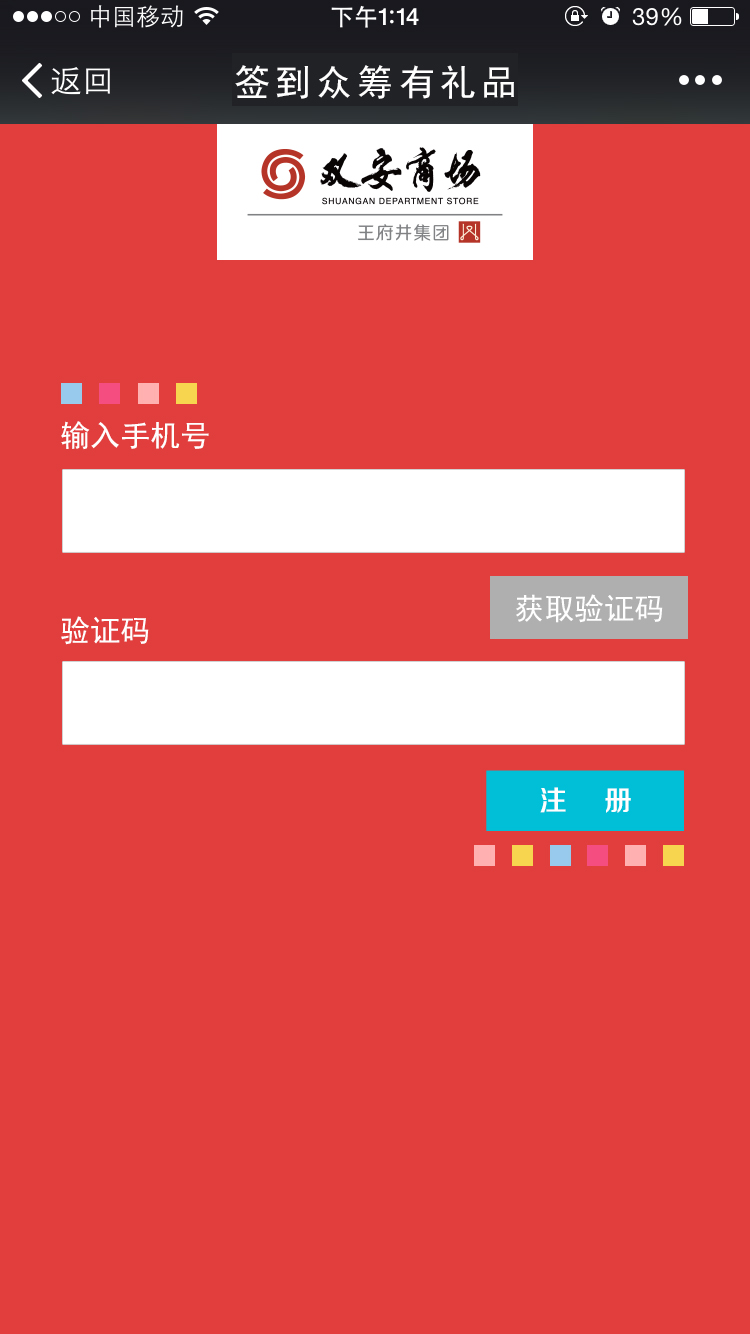 中国移动 下午1:14 39%
返回 签到众筹有礼品
双安商场
SHUANGAN DEPARTMENT STORE
王府井集团
输入手机号
获取验证码
验证码
注 册